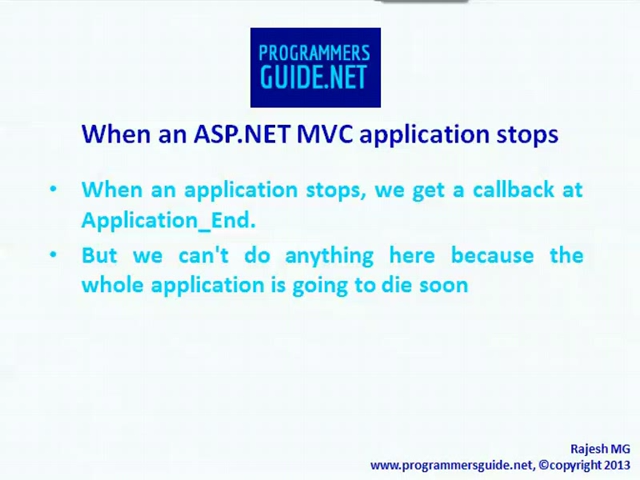 PROGRAMMERS
GUIDE.NET
When an ASP.NET MVC application stops
• When an application stops, we get a callback at
Application_End.
• But we can't do anything here because the
whole application is going to die soon
Rajesh MG
www.programmersguide.net, ©copyright 2013